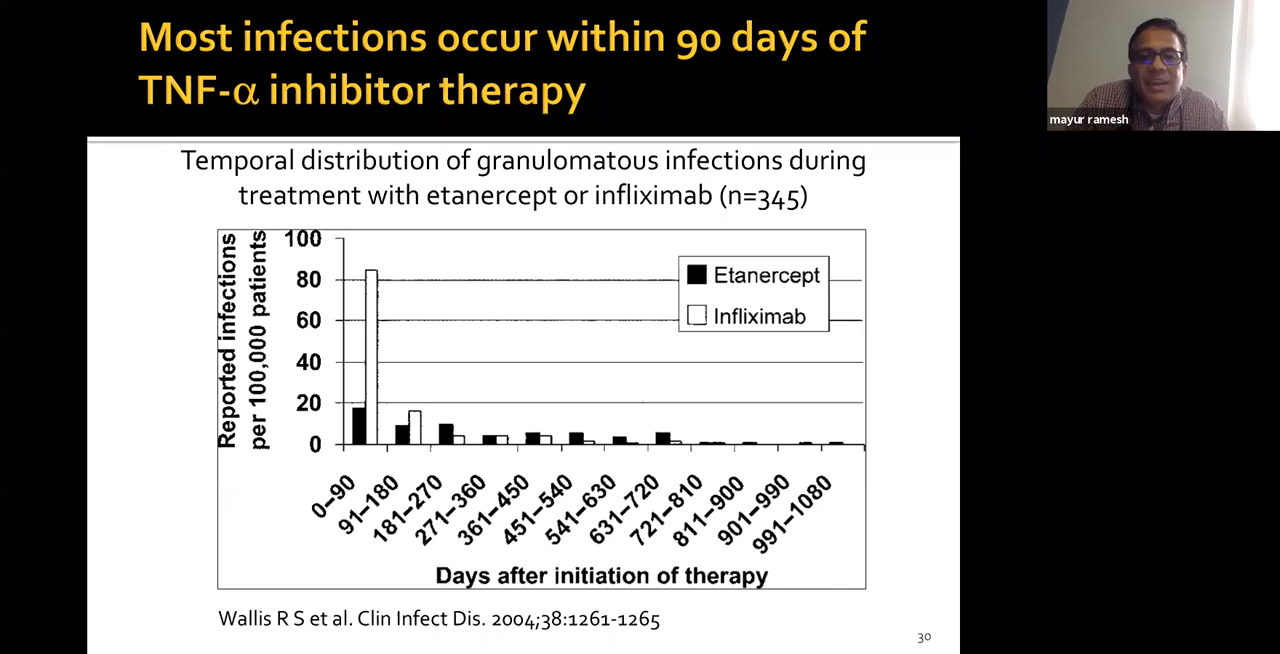 Most infections occur within 90 days of
TNF-α inhibitor therapy
mayur ramesh
Temporal distribution of granulomatous infections during
treatment with etanercept or infliximab (n=345)
Reported infections
per 100,000 patients
100
80
60
40
20
0
Etanercept
Infliximab
0–90
91–180
181–270
271–360
361–450
451–540
541–630
631–720
721–810
811–900
901–990
991–1080
Days after initiation of therapy
Wallis R S et al. Clin Infect Dis. 2004;38:1261-1265
30